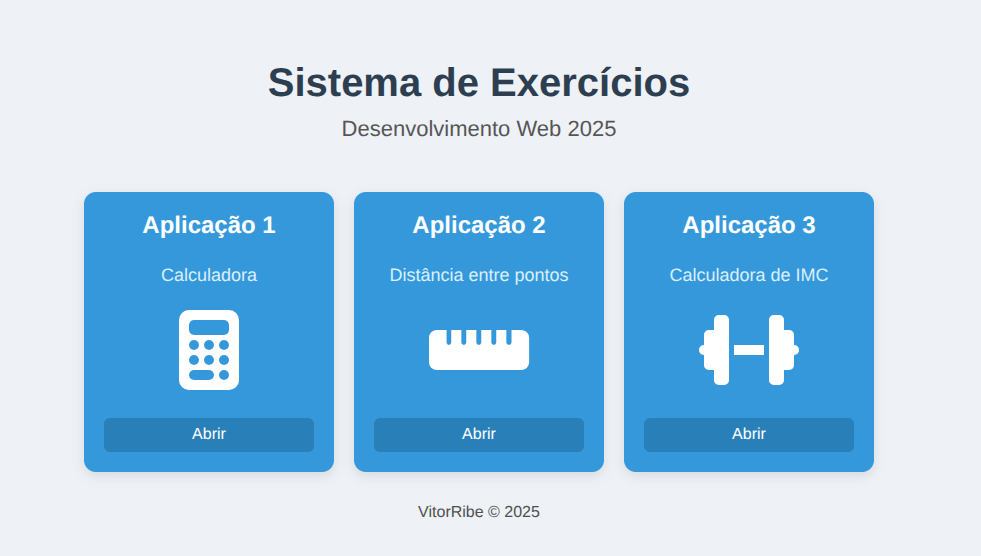 Sistema de Exercícios
Desenvolvimento Web 2025
Aplicação 1
Calculadora
Abrir
Aplicação 2
Distância entre pontos
Abrir
Aplicação 3
Calculadora de IMC
Abrir
VitorRibe © 2025